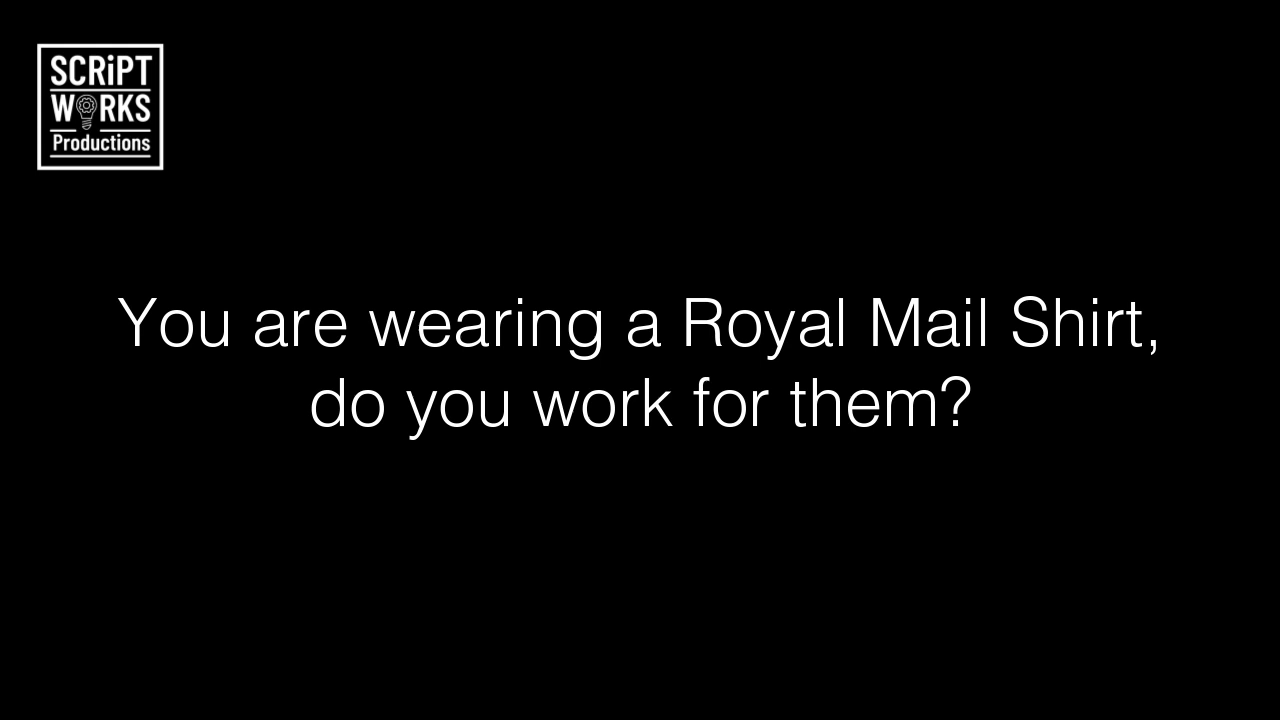 SCRiPT
WORKS
Productions
You are wearing a Royal Mail Shirt,
do you work for them?